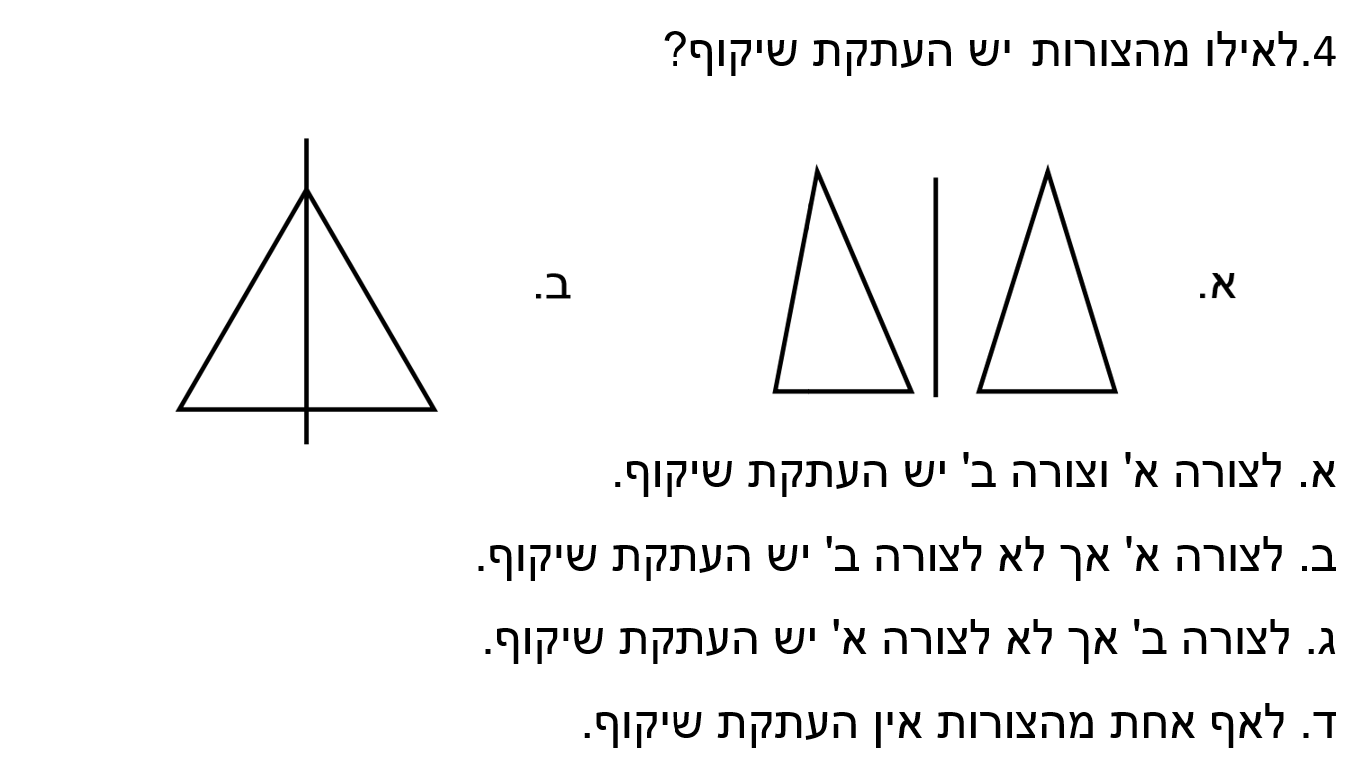 4.לאילו מהצורות יש העתקת שיקוף?
א.
ב.
א. לצורה א' וצורה ב' יש העתקת שיקוף.
ב. לצורה א' אך לא לצורה ב' יש העתקת שיקוף.
ג. לצורה ב' אך לא לצורה א' יש העתקת שיקוף.
ד. לאף אחת מהצורות אין העתקת שיקוף.